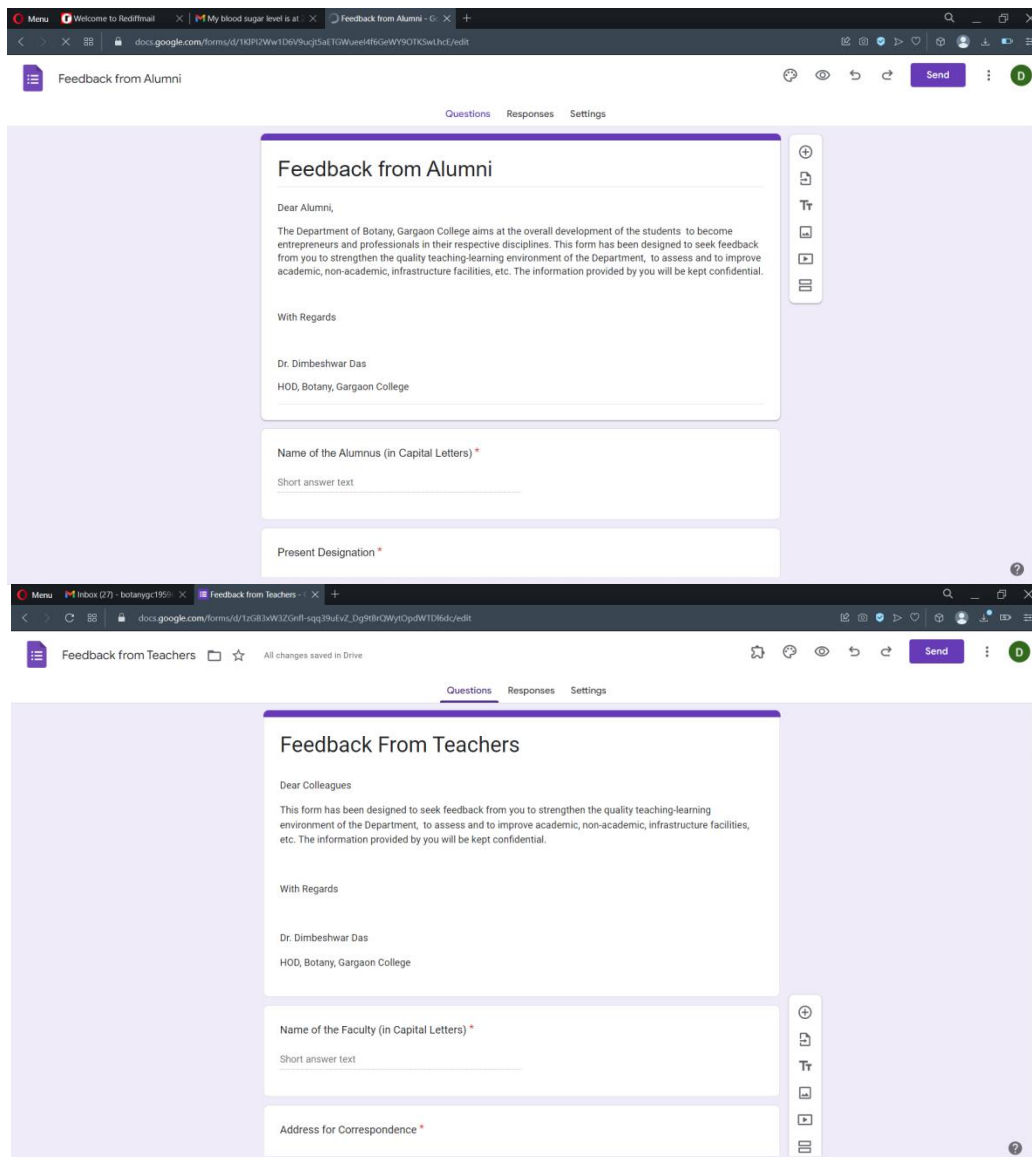 Menu Welcome to Rediffmail My blood sugar level is at Feedback from Alumni - Go
docs.google.com/forms/d/1KIPI2Ww1D6V9ucjtSaETGWueeI4f6GeWY9OTKSwLhcE/edit
Feedback from Alumni
Send
D
Questions Responses Settings
Feedback from Alumni
Dear Alumni,
The Department of Botany, Gargaon College aims at the overall development of the students to become
entrepreneurs and professionals in their respective disciplines. This form has been designed to seek feedback
from you to strengthen the quality teaching-learning environment of the Department, to assess and to improve
academic, non-academic, infrastructure facilities, etc. The information provided by you will be kept confidential.
With Regards
Dr. Dimbeshwar Das
HOD, Botany, Gargaon College
Name of the Alumnus (in Capital Letters) *
Short answer text
Present Designation *
Menu Inbox (27) - botanygc1959 Feedback from Teachers - 
docs.google.com/forms/d/1zGB3xW3ZGnfl-sqq39uEvZ_Dg9t8rQWytOpdWTDl6dc/edit
Feedback from Teachers All changes saved in Drive
Send
D
Questions Responses Settings
Feedback From Teachers
Dear Colleagues
This form has been designed to seek feedback from you to strengthen the quality teaching-learning
environment of the Department, to assess and to improve academic, non-academic, infrastructure facilities,
etc. The information provided by you will be kept confidential.
With Regards
Dr. Dimbeshwar Das
HOD, Botany, Gargaon College
Name of the Faculty (in Capital Letters) *
Short answer text
Address for Correspondence *